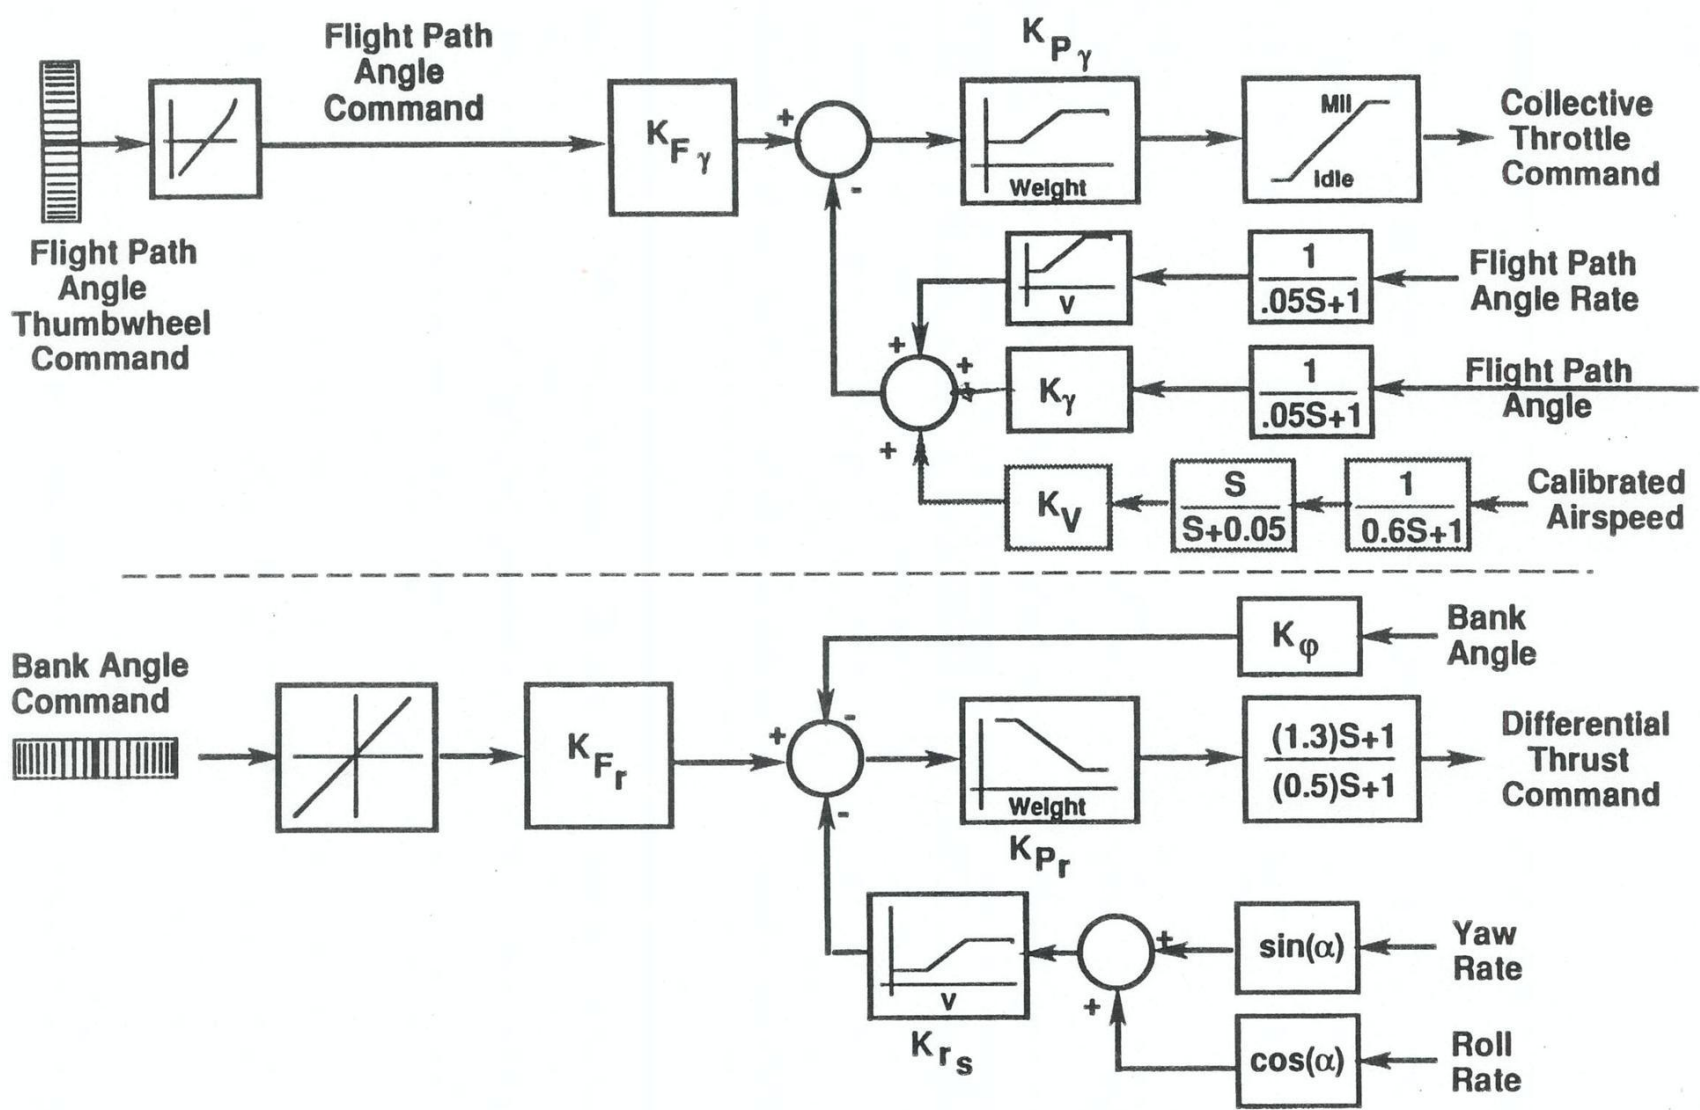 Flight Path
Angle
Command
K P γ
Flight Path
Angle
Thumbwheel
Command
K F γ
+
-
Weight
Mil
Idle
Collective
Throttle
Command
V
1
.05S+1
Flight Path
Angle Rate
+
+
+
K γ
1
.05S+1
Flight Path
Angle
K V
S
S+0.05
1
0.6S+1
Calibrated
Airspeed
K φ
Bank
Angle
Bank Angle
Command
K F r
+
-
-
Weight
K P r
(1.3)S+1
(0.5)S+1
Differential
Thrust
Command
V
K r s
+
+
sin(α)
Yaw
Rate
cos(α)
Roll
Rate